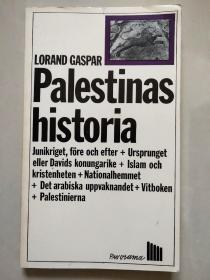 LORAND GASPAR
Palestinas
historia
Junikriget, före och efter + Ursprunget
eller Davids konungarike + Islam och
kristenheten + Nationalhemmet
+ Det arabiska uppvaknandet + Vitboken
+ Palestinierna
Panorama